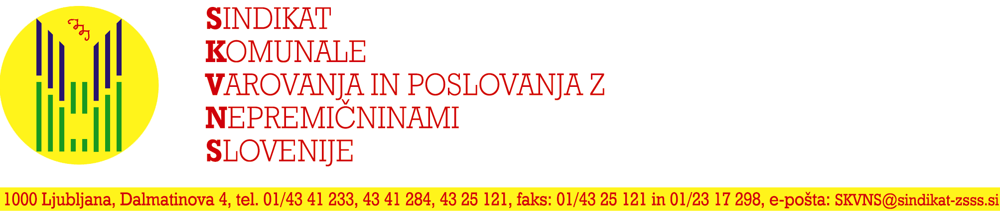 SINDIKAT
KOMUNALE
VAROVANJA IN POSLOVANJA Z
NEPREMIČNINAMI
SLOVENIJE
1000 Ljubljana, Dalmatinova 4, tel. 01/43 41 233, 43 41 284, 43 25 121, faks: 01/43 25 121 in 01/23 17 298, e-pošta: SKVNS@sindikat-zsss.si